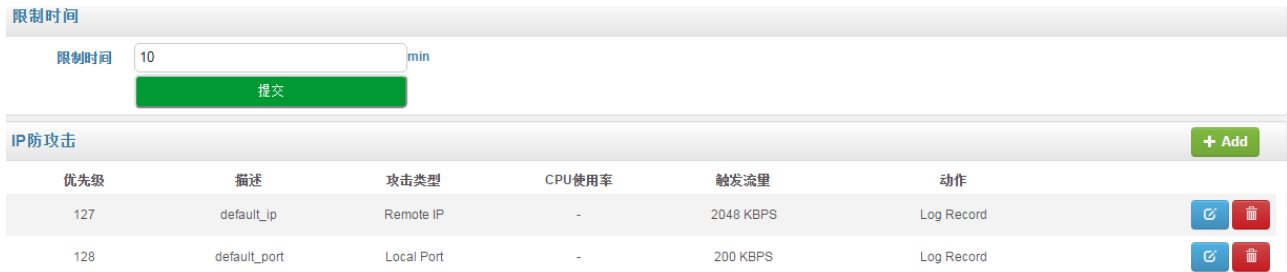 限制时间
限制时间 10 min
提交
IP防攻击 + Add
优先级 描述 攻击类型 CPU使用率 触发流量 动作
127 default_ip Remote IP - 2048 KBPS Log Record
128 default_port Local Port - 200 KBPS Log Record